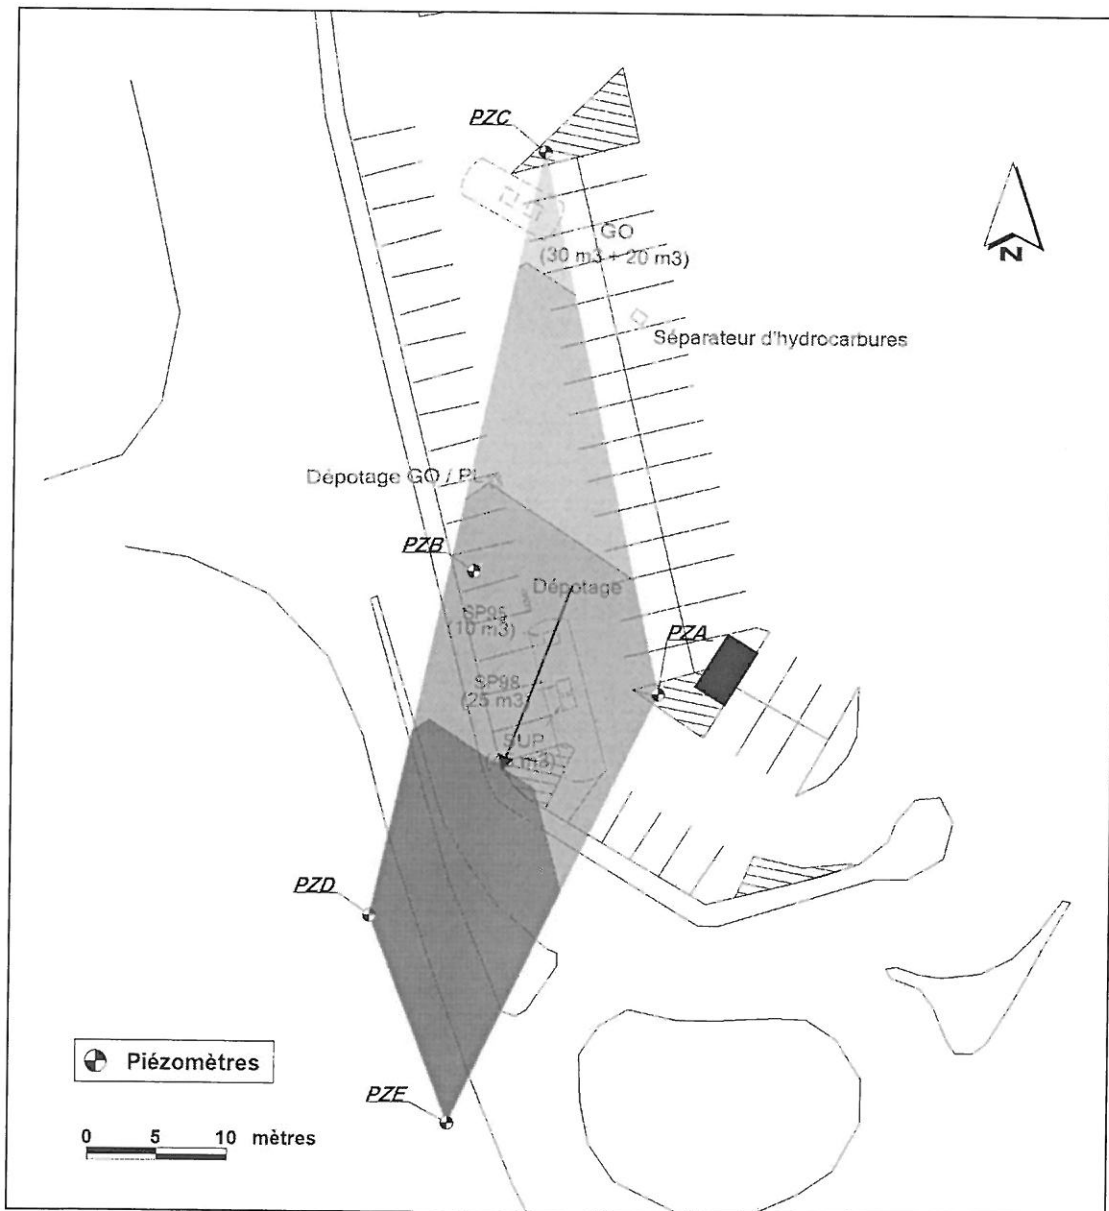 PZC
GO
(30 m3 + 20 m3)
N
Séparateur d'hydrocarbures
Dépotage GO /
PZB
Dépotage
SP95
(10 m3)
PZA
SP98
(25 m3)
SUP
PZD
Piézomètres
PZE
0 5 10 mètres